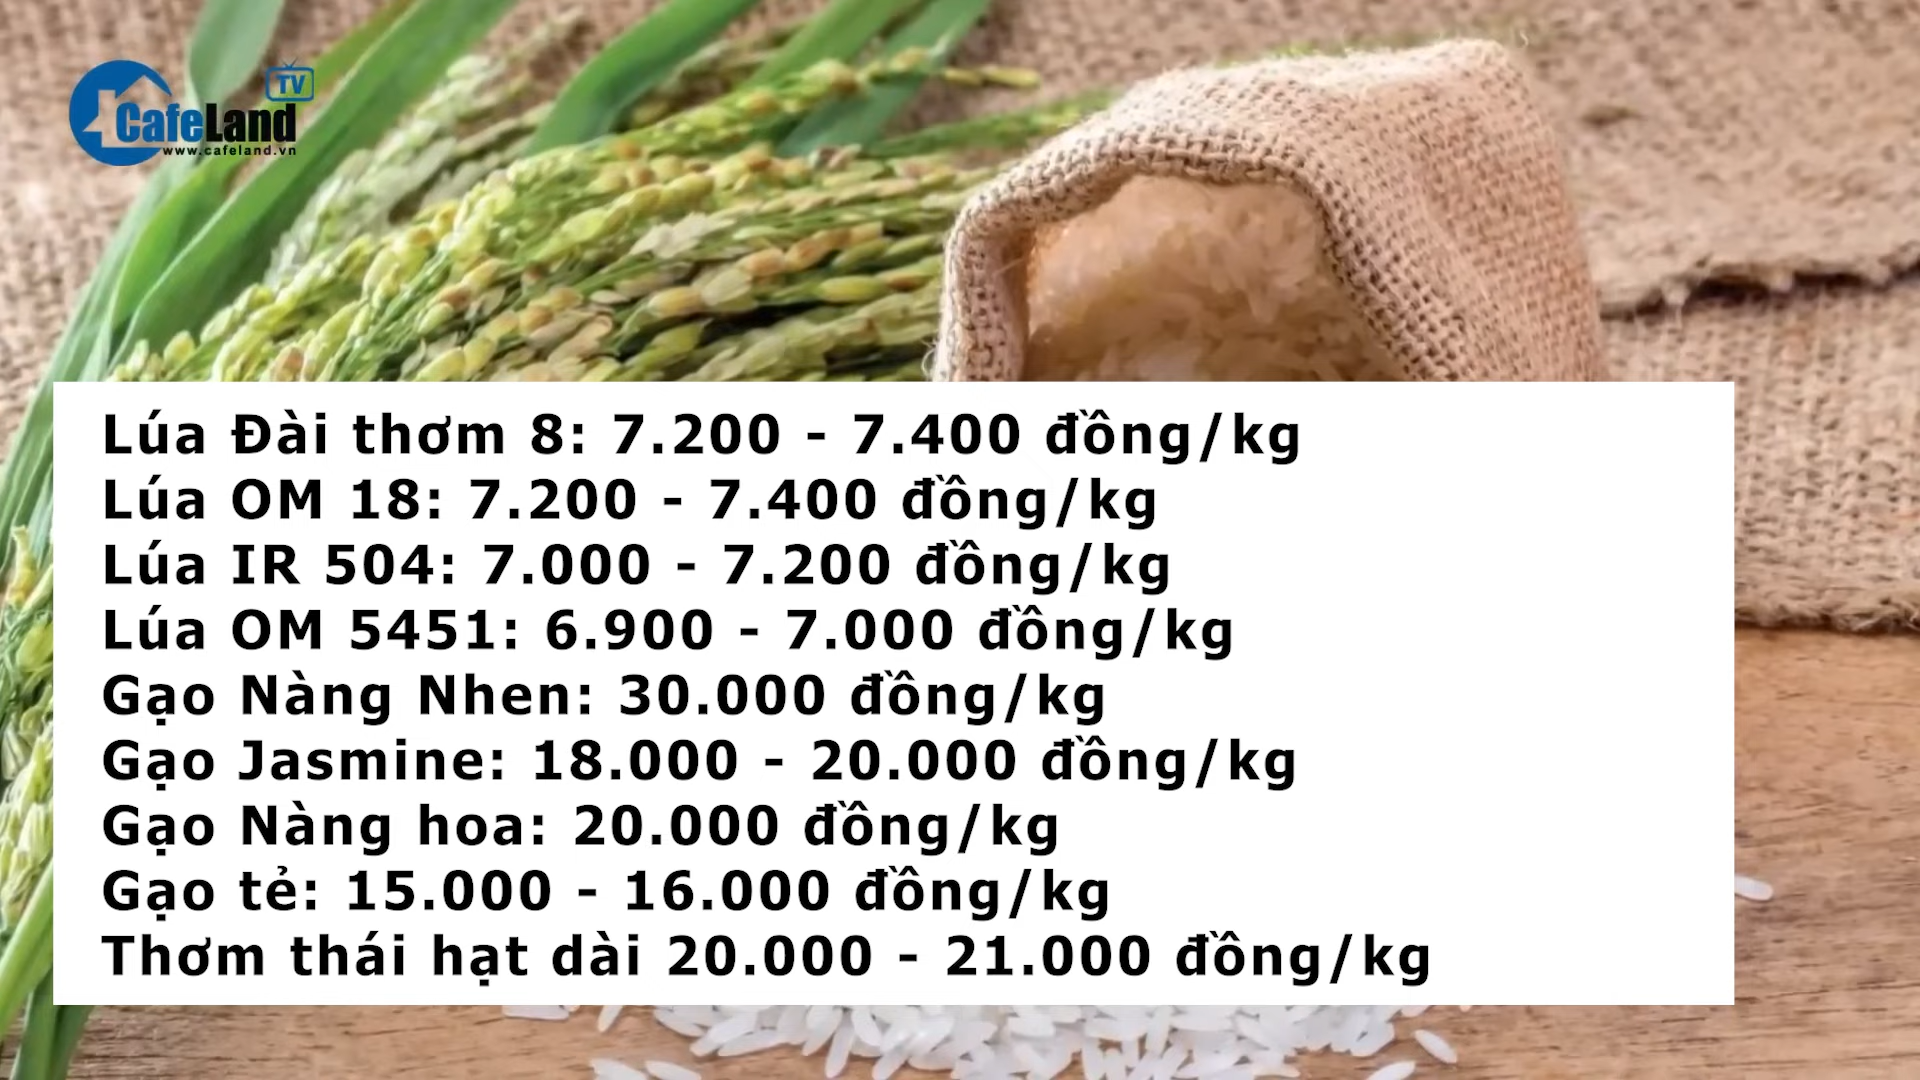 CafeLand TV
www.cafeland.vn
Lúa Đài thơm 8: 7.200 - 7.400 đồng/kg
Lúa OM 18: 7.200 - 7.400 đồng/kg
Lúa IR 504: 7.000 - 7.200 đồng/kg
Lúa OM 5451: 6.900 - 7.000 đồng/kg
Gạo Nàng Nhen: 30.000 đồng/kg
Gạo Jasmine: 18.000 - 20.000 đồng/kg
Gạo Nàng hoa: 20.000 đồng/kg
Gạo tẻ: 15.000 - 16.000 đồng/kg
Thơm thái hạt dài 20.000 - 21.000 đồng/kg